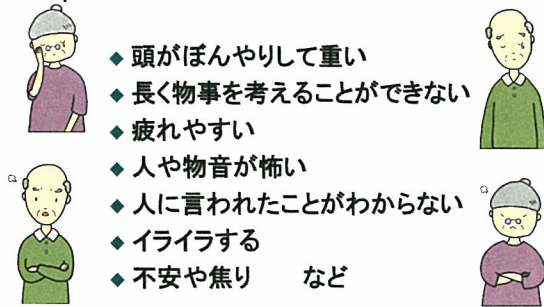 ◆ 頭がぼんやりして重い
◆ 長く物事を考えることができない
◆ 疲れやすい
◆ 人や物音が怖い
◆ 人に言われたことがわからない
◆ イライラする
◆ 不安や焦り　　など